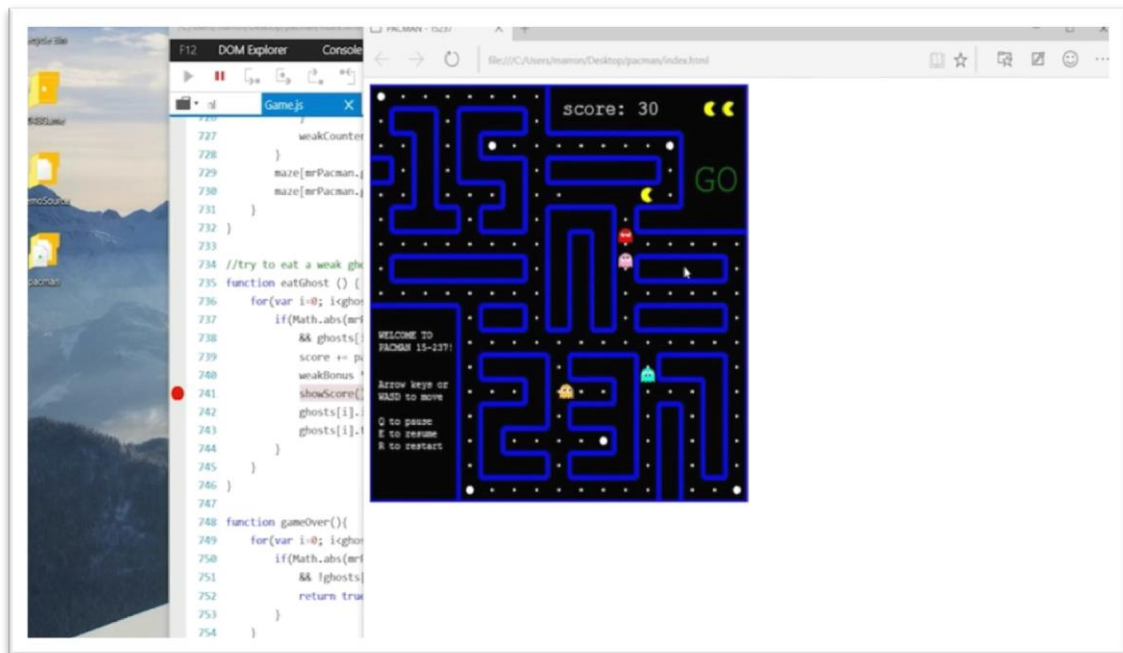 F12 DOM Explorer Console
Game.js X
727 weakCounter
728 }
729 maze[mrPacman.
730 maze[mrPacman.
731 }
732 }
733
734 //try to eat a weak gho
735 function eatGhost () {
736 for(var i=0; i<ghos
737 if(Math.abs(mr
738 && ghosts[i
739 score += pa
740 weakBonus *
741 showScore()
742 ghosts[i].i
743 ghosts[i].
744 }
745 }
746 }
747
748 function gameOver(){
749 for(var i=0; i<ghos
750 if(Math.abs(mr
751 && !ghosts[
752 return true
753 }
754 }
PACMAN - 15237
file:///C:/Users/marron/Desktop/pacman/index.html
score: 30
GO
WELCOME TO
PACMAN 15-237!
Arrow keys or
WASD to move
Q to pause
E to resume
R to restart
pacman